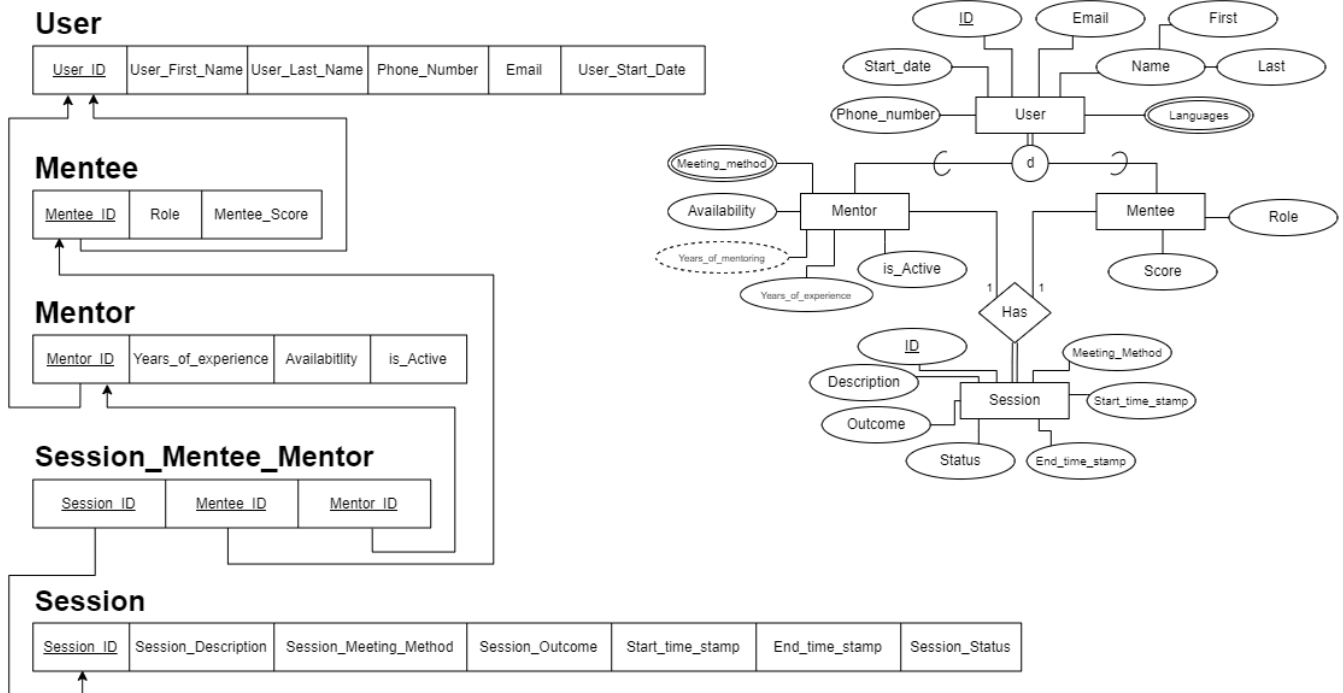 User
User_ID User_First_Name User_Last_Name Phone_Number Email User_Start_Date
Mentee
Mentee_ID Role Mentee_Score
Mentor
Mentor_ID Years_of_experience Availabitlity is_Active
Session_Mentee_Mentor
Session_ID Mentee_ID Mentor_ID
Session
Session_ID Session_Description Session_Meeting_Method Session_Outcome Start_time_stamp End_time_stamp Session_Status
ID Email First
Start_date Name Last
Phone_number User Languages
Meeting_method d
Availability Mentor Mentee Role
Years_of_mentoring is_Active Score
Years_of_experience 1 1
Has
ID Meeting_Method
Description Session Start_time_stamp
Outcome
Status End_time_stamp